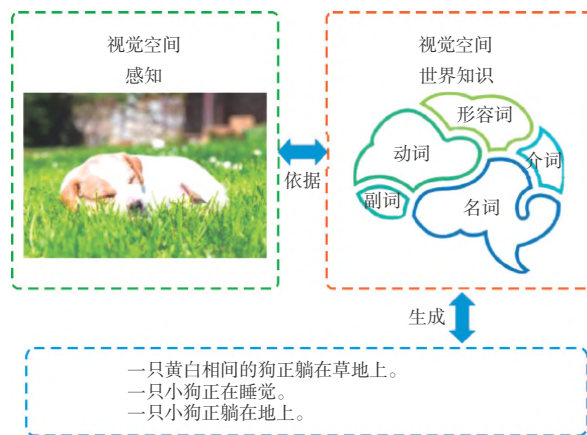 视觉空间
感知
依据
视觉空间
世界知识
形容词
动词
介词
副词
名词
生成
一只黄白相间的狗正躺在草地上。
一只小狗正在睡觉。
一只小狗正躺在地上。